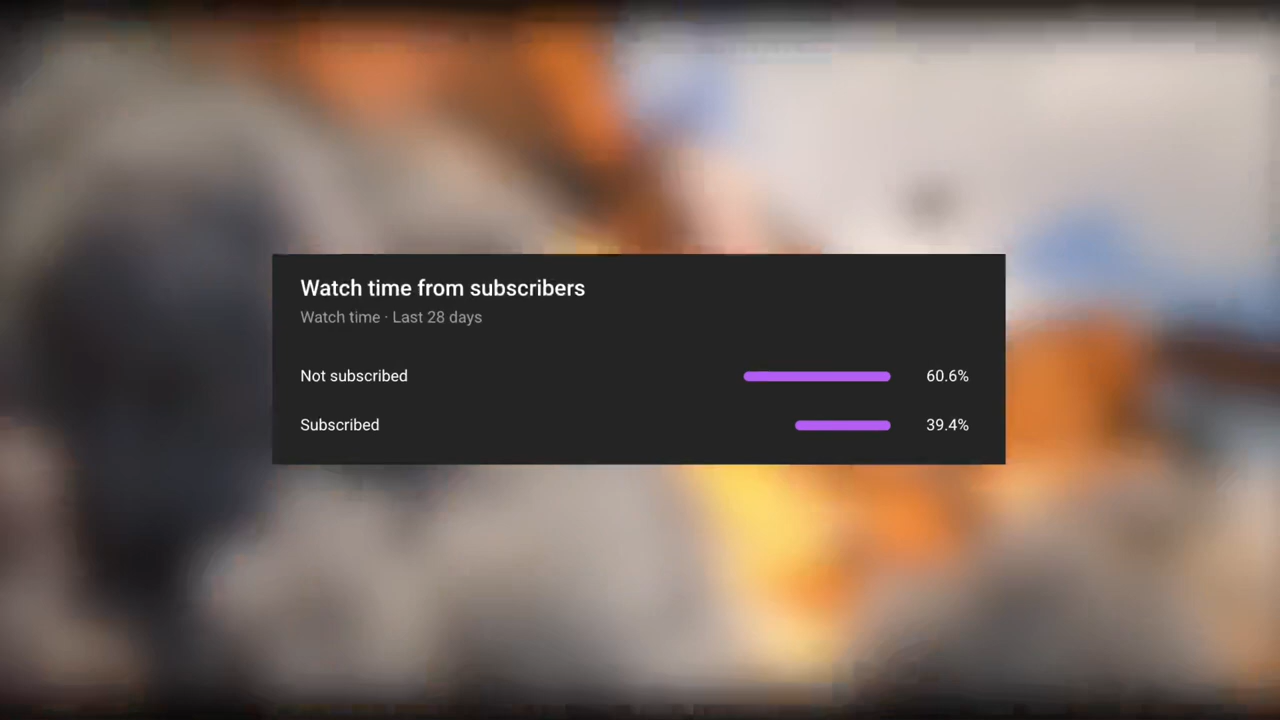 Watch time from subscribers
Watch time · Last 28 days
Not subscribed 60.6%
Subscribed 39.4%